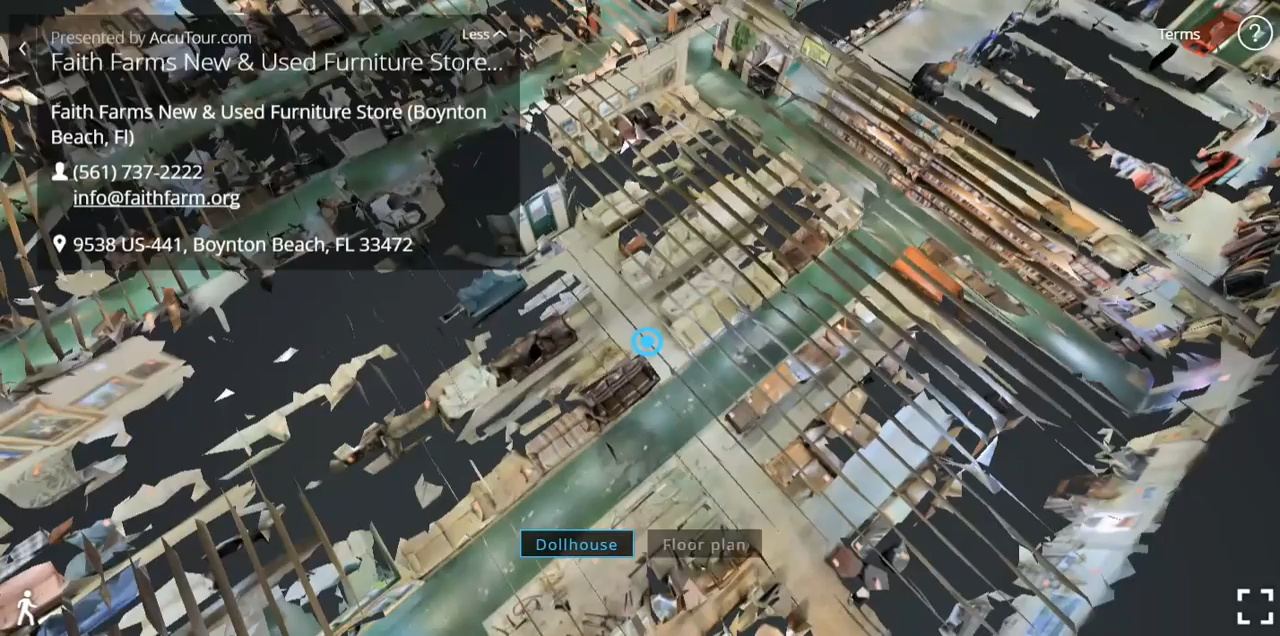 Presented by AccuTour.com
Less
Terms
?
Faith Farms New & Used Furniture Store...
Faith Farms New & Used Furniture Store (Boynton
Beach, Fl)
(561) 737-2222
info@faithfarm.org
9538 US-441, Boynton Beach, FL 33472
Dollhouse
Floor plan